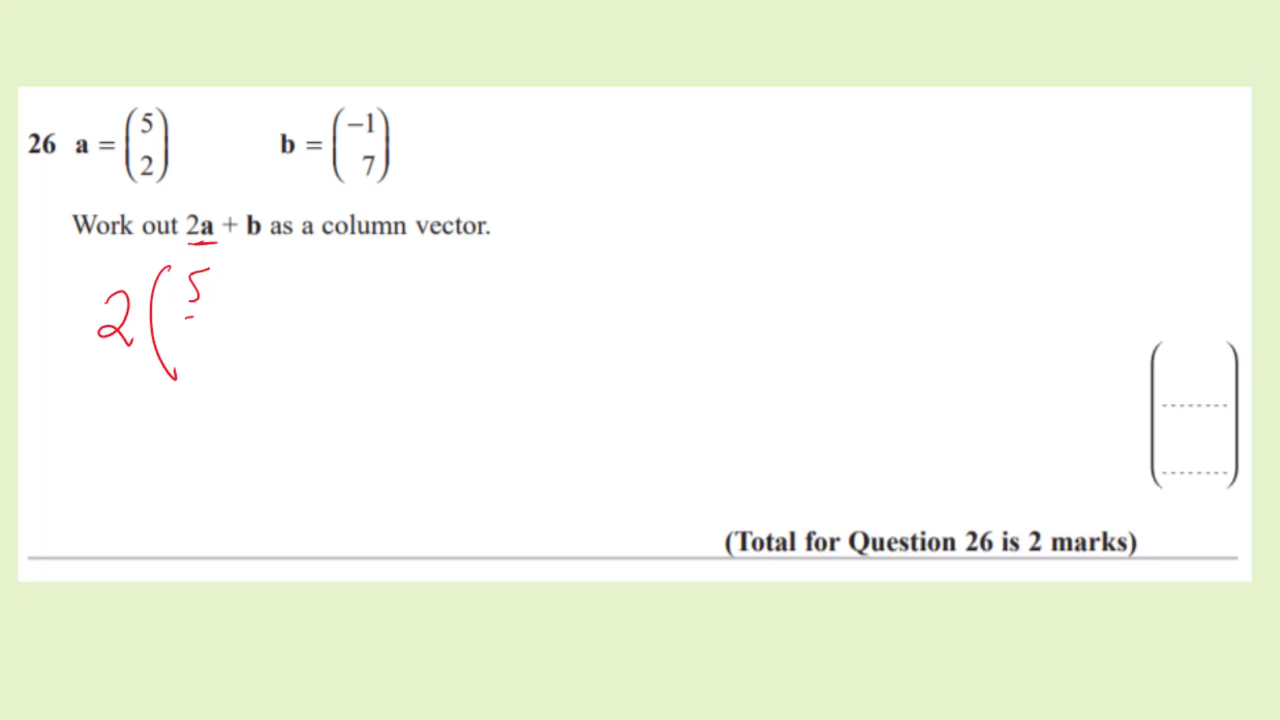 26 a = (5 2) b = (−1 7)
Work out 2a + b as a column vector.
2 ( 5
(Total for Question 26 is 2 marks)